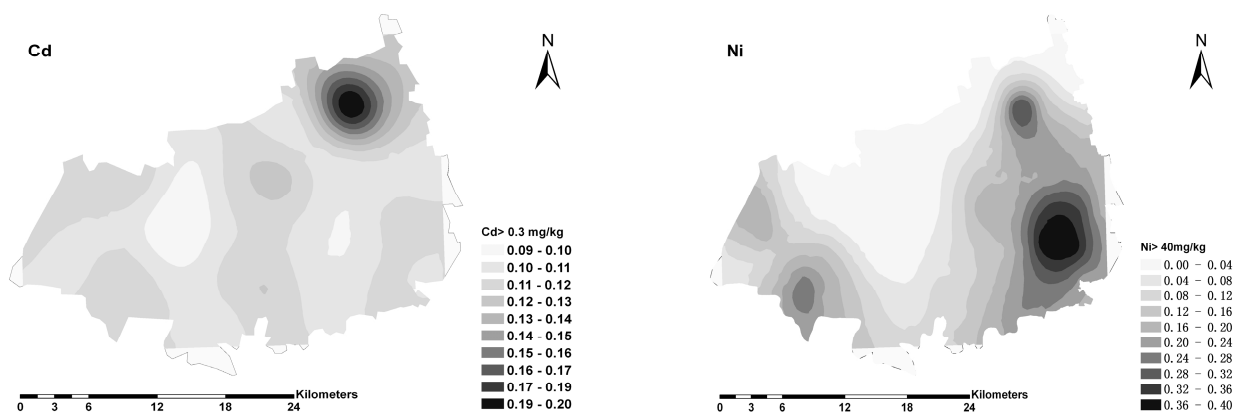 Cd
N
Cd> 0.3 mg/kg
0.09 - 0.10
0.10 - 0.11
0.11 - 0.12
0.12 - 0.13
0.13 - 0.14
0.14 - 0.15
0.15 - 0.16
0.16 - 0.17
0.17 - 0.19
0.19 - 0.20
Kilometers
0 3 6 12 18 24
Ni
N
Ni> 40mg/kg
0.00 - 0.04
0.04 - 0.08
0.08 - 0.12
0.12 - 0.16
0.16 - 0.20
0.20 - 0.24
0.24 - 0.28
0.28 - 0.32
0.32 - 0.36
0.36 - 0.40
Kilometers
0 3 6 12 18 24